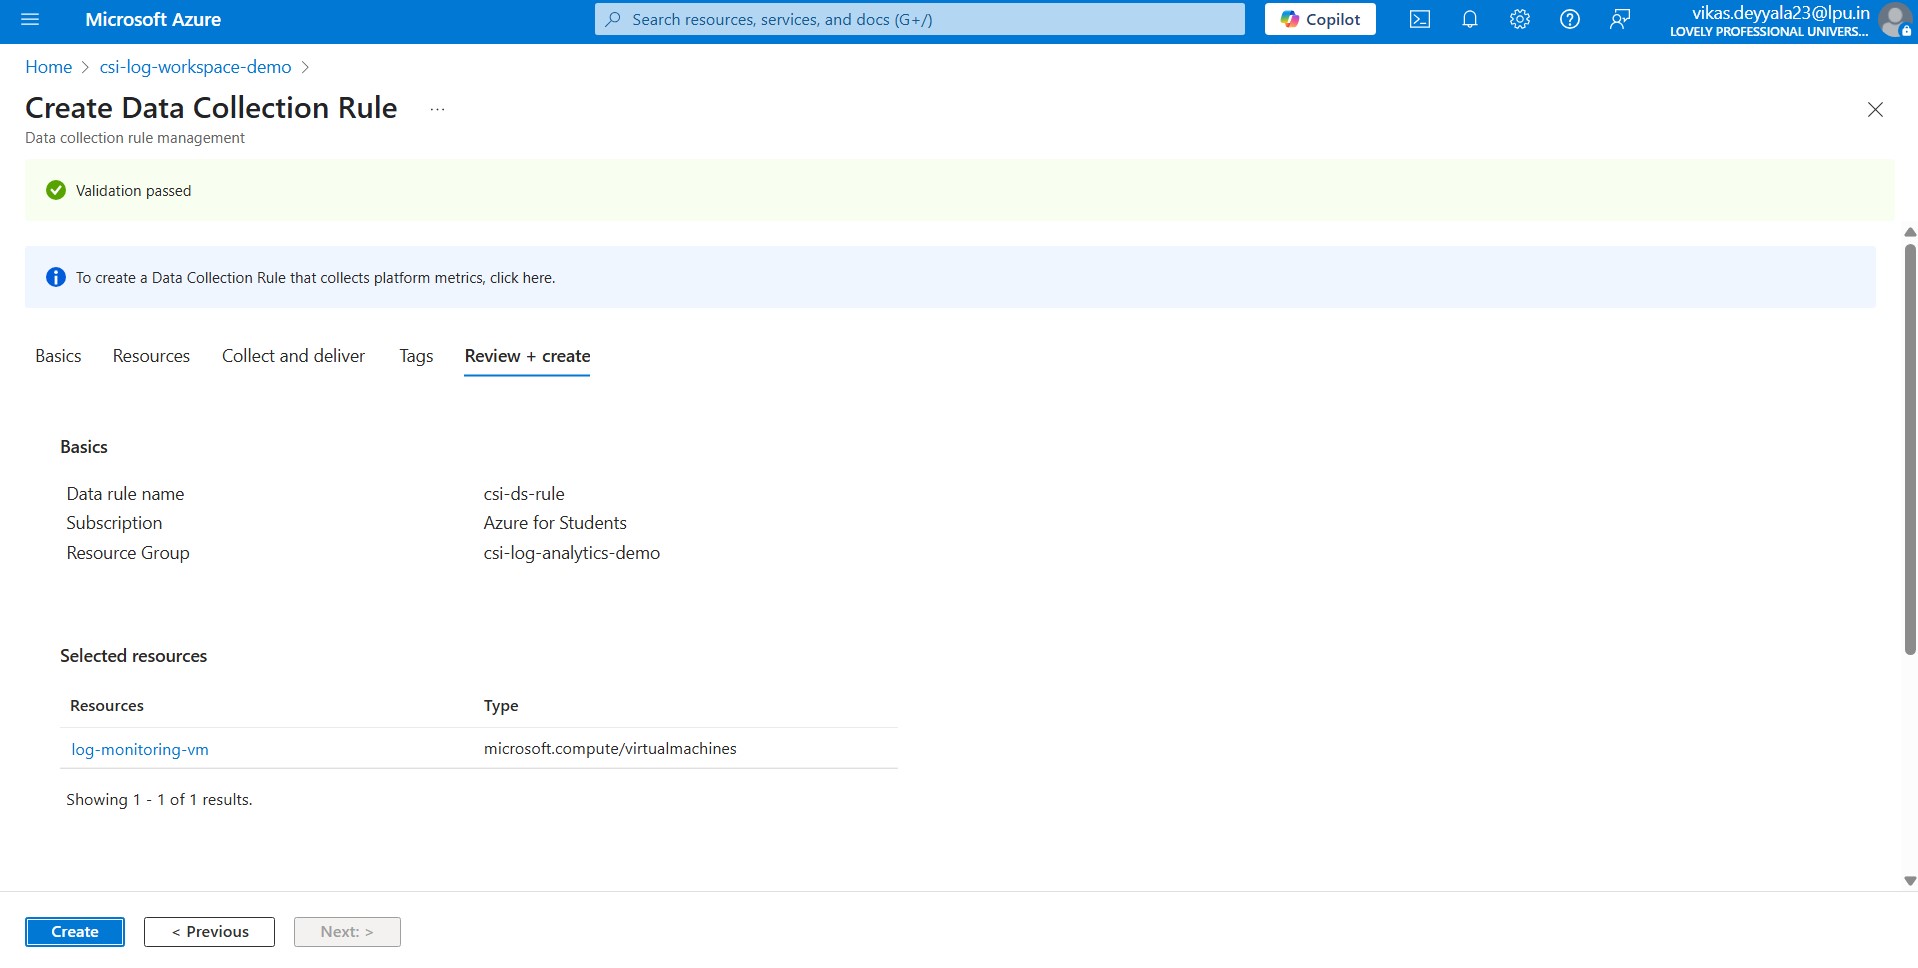 Microsoft Azure
Search resources, services, and docs (G+/)
Copilot
vikas.deyyala23@lpu.in
LOVELY PROFESSIONAL UNIVERS...
Home > csi-log-workspace-demo >
Create Data Collection Rule ...
Data collection rule management
Validation passed
To create a Data Collection Rule that collects platform metrics, click here.
Basics Resources Collect and deliver Tags Review + create
Basics
Data rule name csi-ds-rule
Subscription Azure for Students
Resource Group csi-log-analytics-demo
Selected resources
Resources Type
log-monitoring-vm microsoft.compute/virtualmachines
Showing 1 - 1 of 1 results.
Create < Previous Next: >